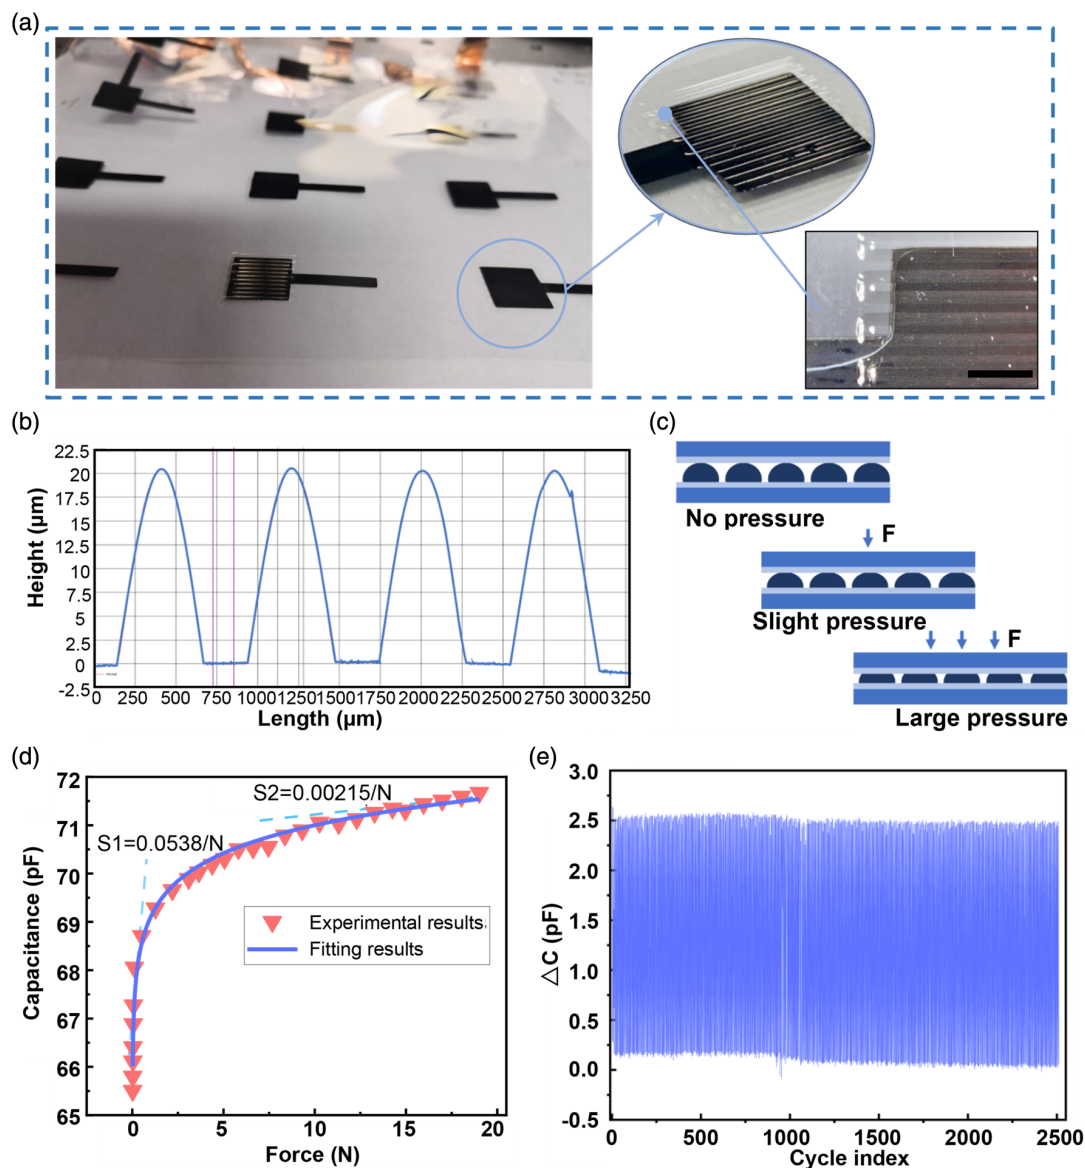 (a)
(b)
22.5
20
17.5
15
12.5
10
7.5
5
2.5
0
-2.5
Height (µm)
0 250 500 750 1000 1250 1500 1750 2000 2250 2500 2750 3000 3250
Length (µm)
(c)
No pressure
F
Slight pressure
F
Large pressure
(d)
72
71
70
69
68
67
66
65
Capacitance (pF)
S2=0.00215/N
S1=0.0538/N
Experimental results
Fitting results
0 5 10 15 20
Force (N)
(e)
3.0
2.5
2.0
1.5
1.0
0.5
0.0
-0.5
△C (pF)
0 500 1000 1500 2000 2500
Cycle index